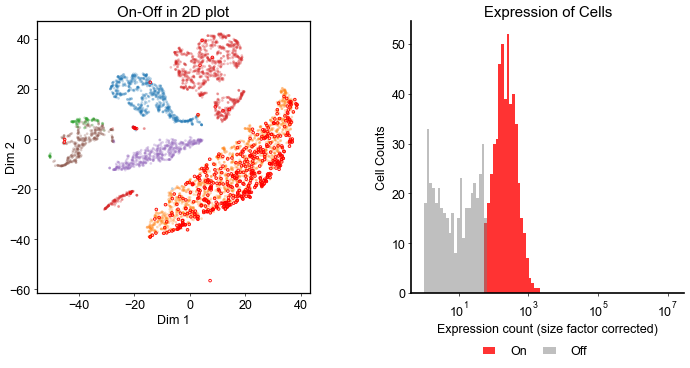 On-Off in 2D plot
40
20
0
−20
−40
−60
Dim 2
−40 −20 0 20 40
Dim 1
Expression of Cells
50
40
30
20
10
0
Cell Counts
10^1 10^3 10^5 10^7
Expression count (size factor corrected)
On Off